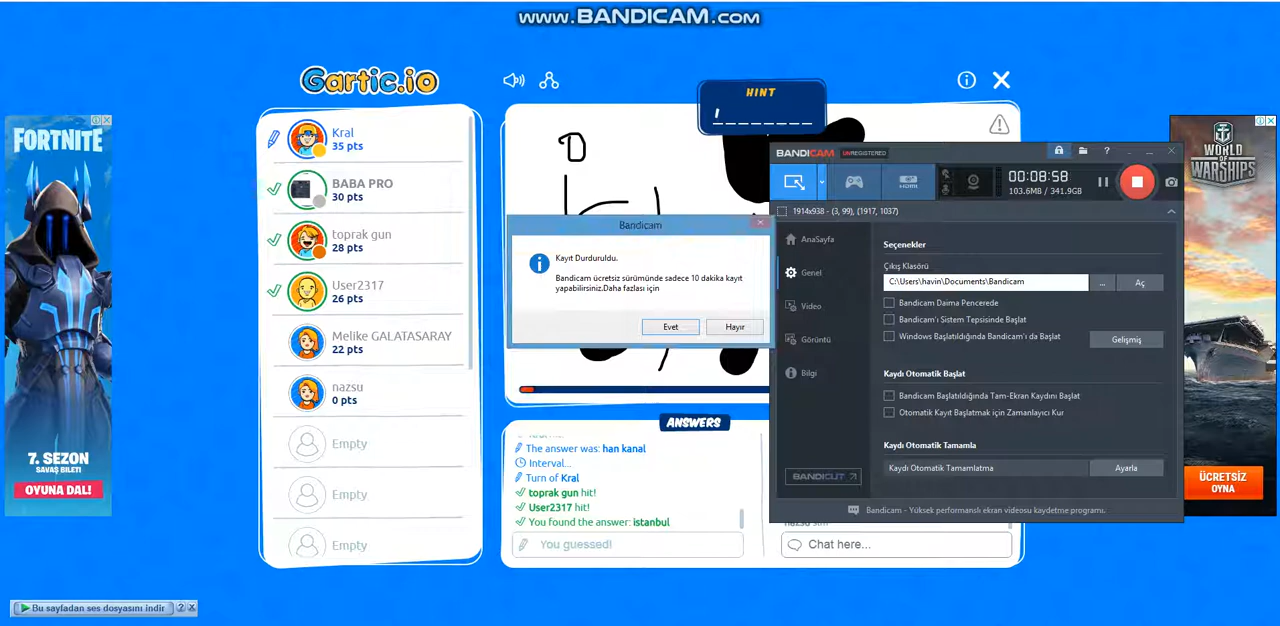 www.BANDICAM.com
Gartic.io
Kral
35 pts
BABA PRO
30 pts
toprak gun
28 pts
User2317
26 pts
Melike GALATASARAY
22 pts
nazsu
0 pts
Empty
Empty
Empty
HINT
I _ _ _ _ _ _ _
D
ANSWERS
The answer was: han kanal
Interval...
Turn of Kral
toprak gun hit!
User2317 hit!
You found the answer: istanbul
You guessed!
Chat here...
Bandicam
Kayıt Durduruldu.
Bandicam ücretsiz sürümünde sadece 10 dakika kayıt
yapabilirsiniz.Daha fazlası için
Evet
Hayır
BANDICAM UNREGISTERED
HDMI
00:08:58
103.6MB / 341.9GB
1914x938 - (3, 99), (1917, 1037)
AnaSayfa
Genel
Video
Görüntü
Bilgi
BANDICUT
Seçenekler
Çıkış Klasörü
C:\Users\havin\Documents\Bandicam
...
Aç
Bandicam Daima Pencerede
Bandicam'ı Sistem Tepsisinde Başlat
Windows Başlatıldığında Bandicam'ı da Başlat
Gelişmiş
Kaydı Otomatik Başlat
Bandicam Başlatıldığında Tam-Ekran Kaydını Başlat
Otomatik Kayıt Başlatmak için Zamanlayıcı Kur
Kaydı Otomatik Tamamla
Kaydı Otomatik Tamamlatma
Ayarla
Bandicam - Yüksek performanslı ekran videosu kaydetme programı.
FORTNITE
7. SEZON
SAVAŞ BILETI
OYUNA DAL!
WORLD
OF
WARSHIPS
ÜCRETSİZ
OYNA
Bu sayfadan ses dosyasını indir